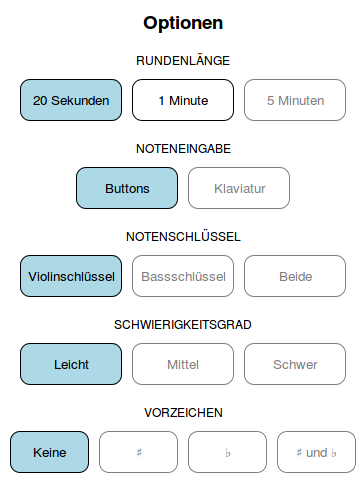 Optionen
RUNDENLÄNGE
20 Sekunden 1 Minute 5 Minuten
NOTENEINGABE
Buttons Klaviatur
NOTENSCHLÜSSEL
Violinschlüssel Bassschlüssel Beide
SCHWIERIGKEITSGRAD
Leicht Mittel Schwer
VORZEICHEN
Keine ♯ ♭ ♯ und ♭